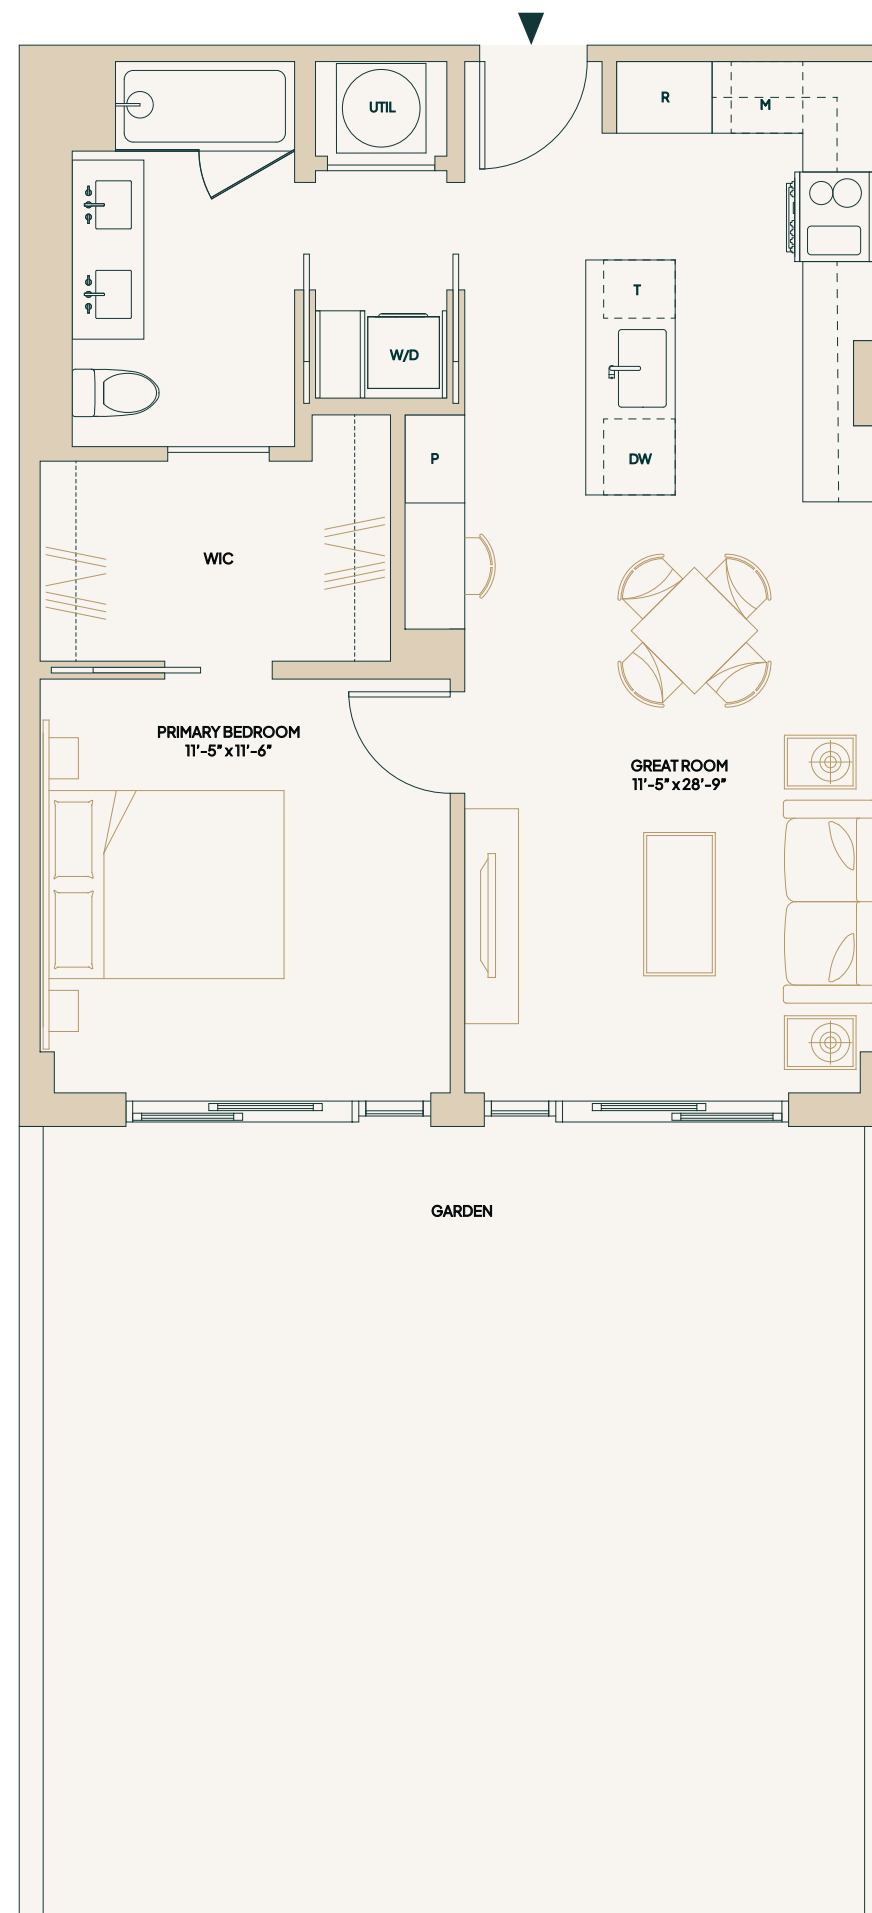 UTIL
R
M
T
W/D
DW
P
WIC
PRIMARY BEDROOM
11'-5" x 11'-6"
GREAT ROOM
11'-5" x 28'-9"
GARDEN